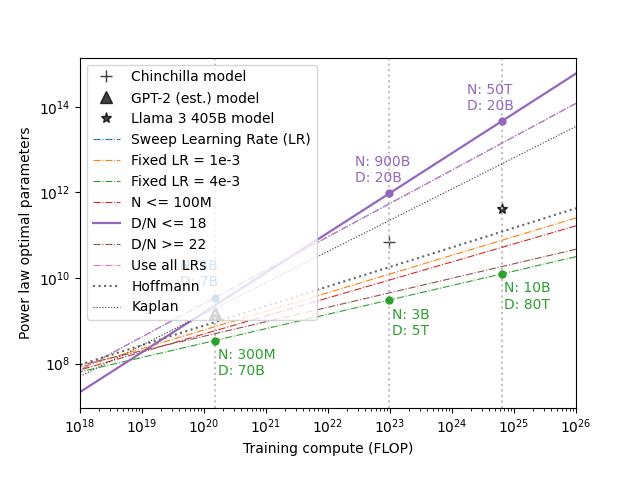 N: 50T
D: 20B
N: 900B
D: 20B
Chinchilla model
GPT-2 (est.) model
Llama 3 405B model
Sweep Learning Rate (LR)
Fixed LR = 1e-3
Fixed LR = 4e-3
N <= 100M
D/N <= 18
D/N >= 22
Use all LRs
Hoffmann
Kaplan
N: 10B
D: 80T
N: 3B
D: 5T
N: 300M
D: 70B
Power law optimal parameters
10^14
10^12
10^10
10^8
10^18
10^19
10^20
10^21
10^22
10^23
10^24
10^25
10^26
Training compute (FLOP)